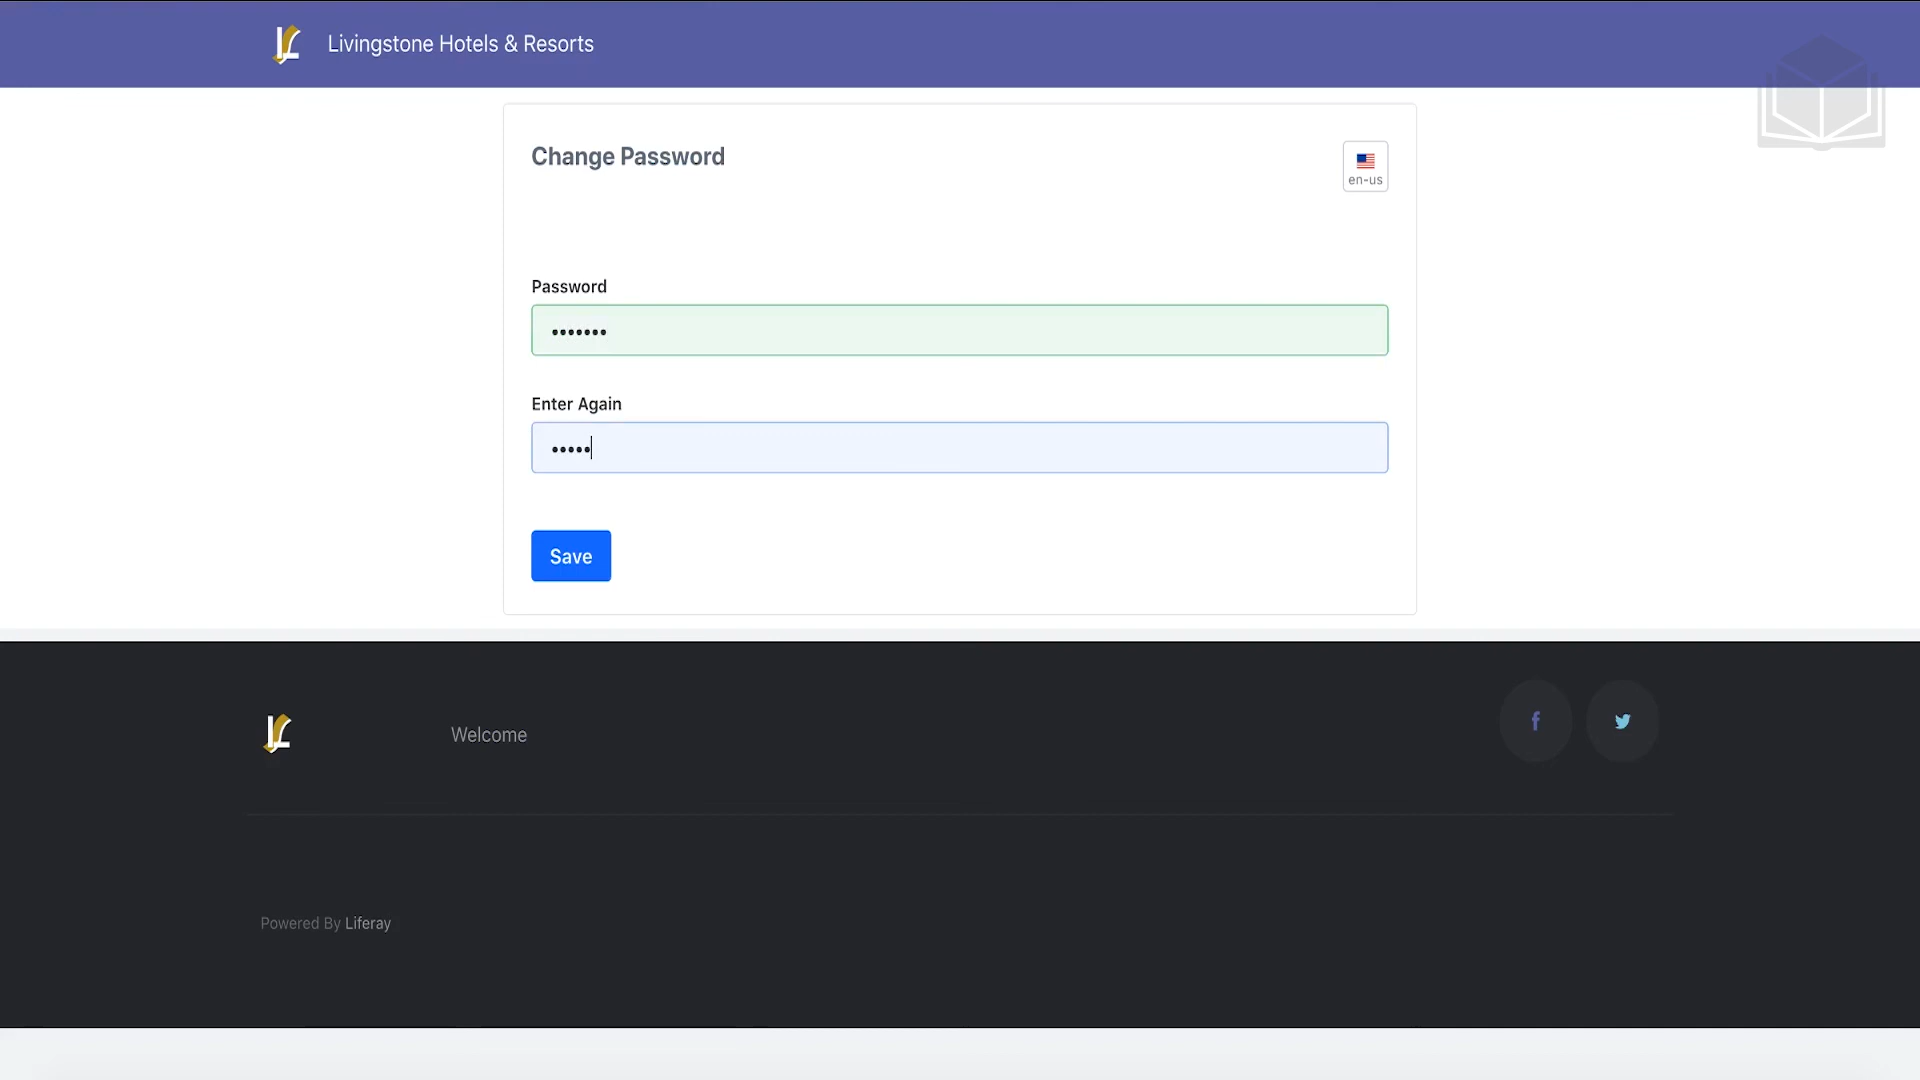 Livingstone Hotels & Resorts
Change Password
en-us
Password
•••••••
Enter Again
•••••
Save
Welcome
Powered By Liferay